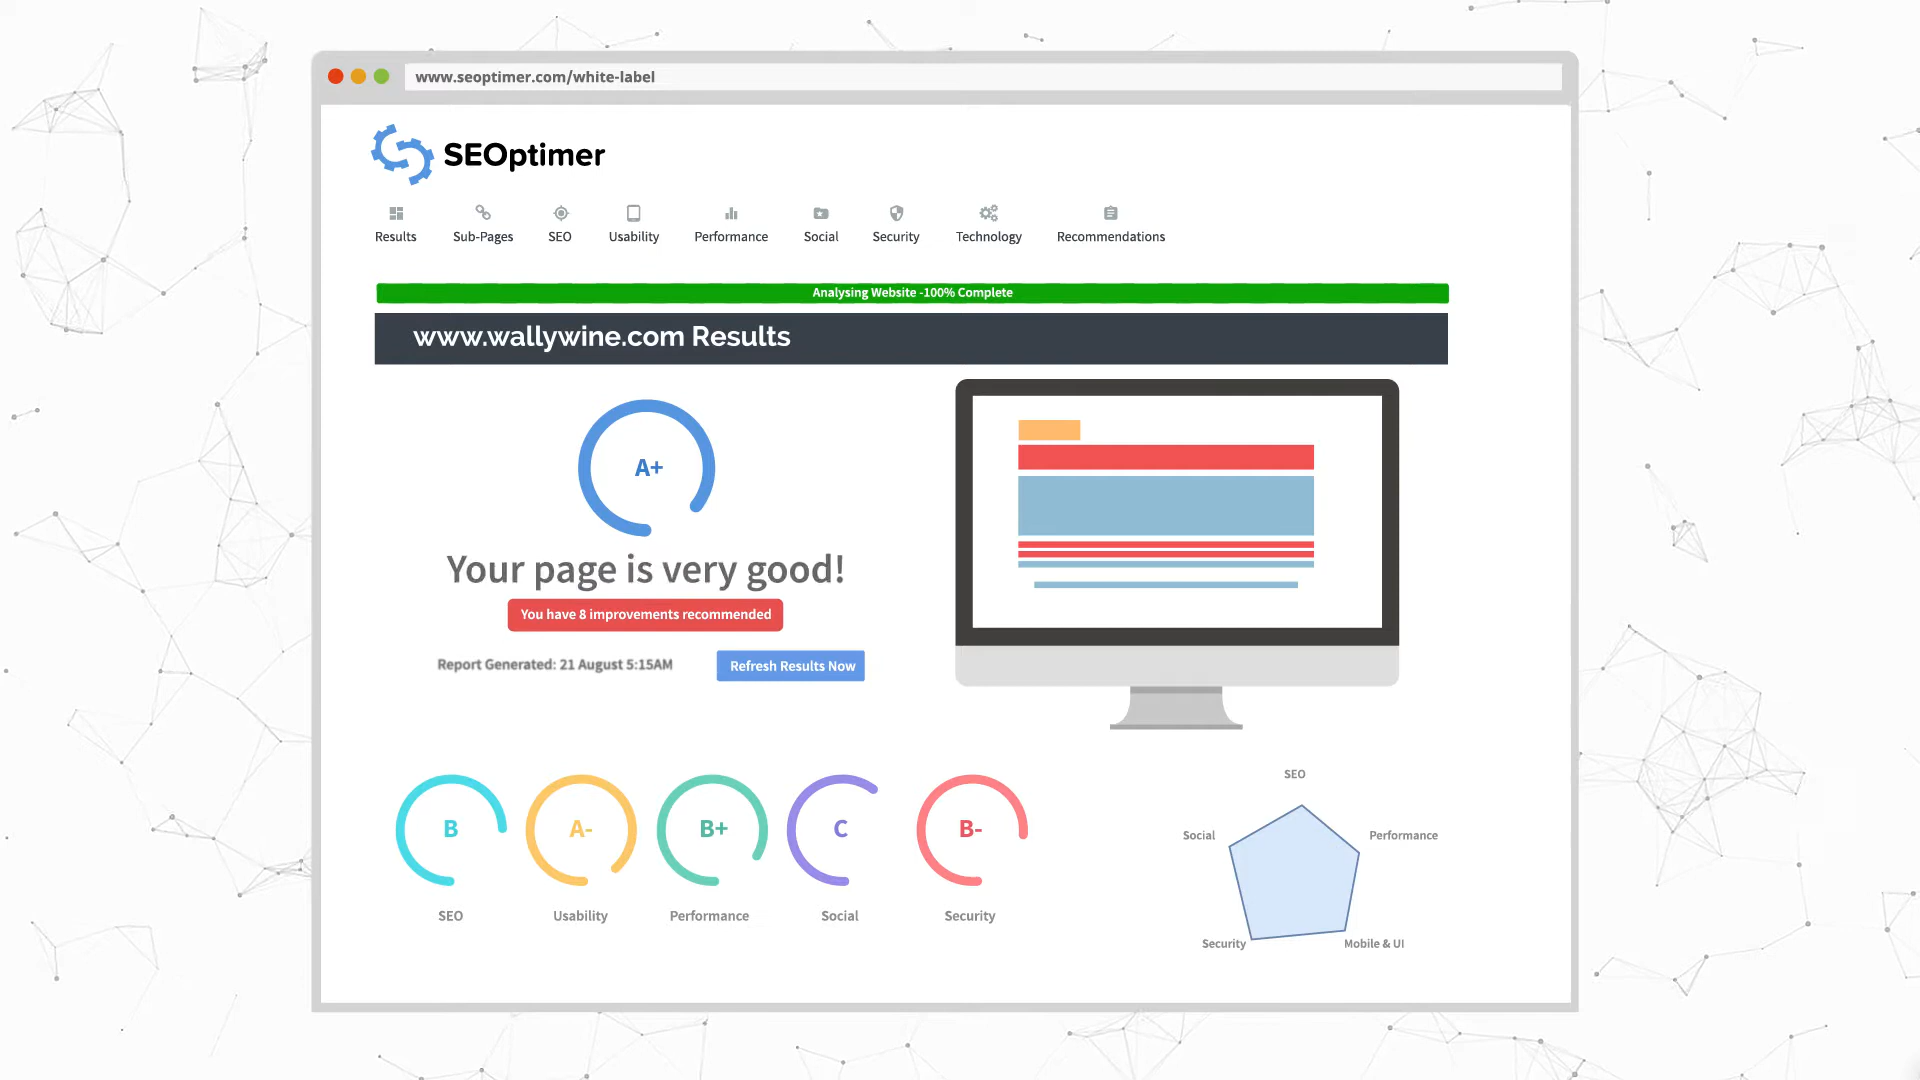 www.seoptimer.com/white-label
SEOptimer
Results Sub-Pages SEO Usability Performance Social Security Technology Recommendations
Analysing Website -100% Complete
www.wallywine.com Results
A+
Your page is very good!
You have 8 improvements recommended
Report Generated: 21 August 5:15AM
Refresh Results Now
B A- B+ C B-
SEO Usability Performance Social Security
SEO
Social Performance
Security Mobile & UI